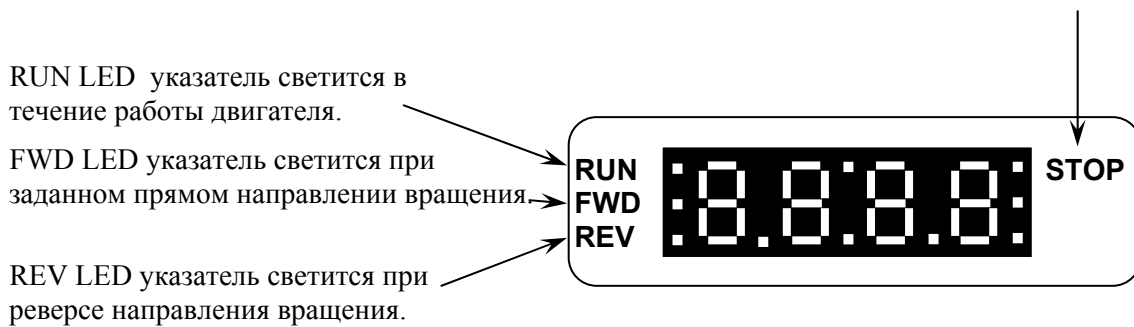 RUN LED указатель светится в
течение работы двигателя.
FWD LED указатель светится при
заданном прямом направлении вращения.
REV LED указатель светится при
реверсе направления вращения.
RUN
FWD
REV
8.8.8.8
STOP